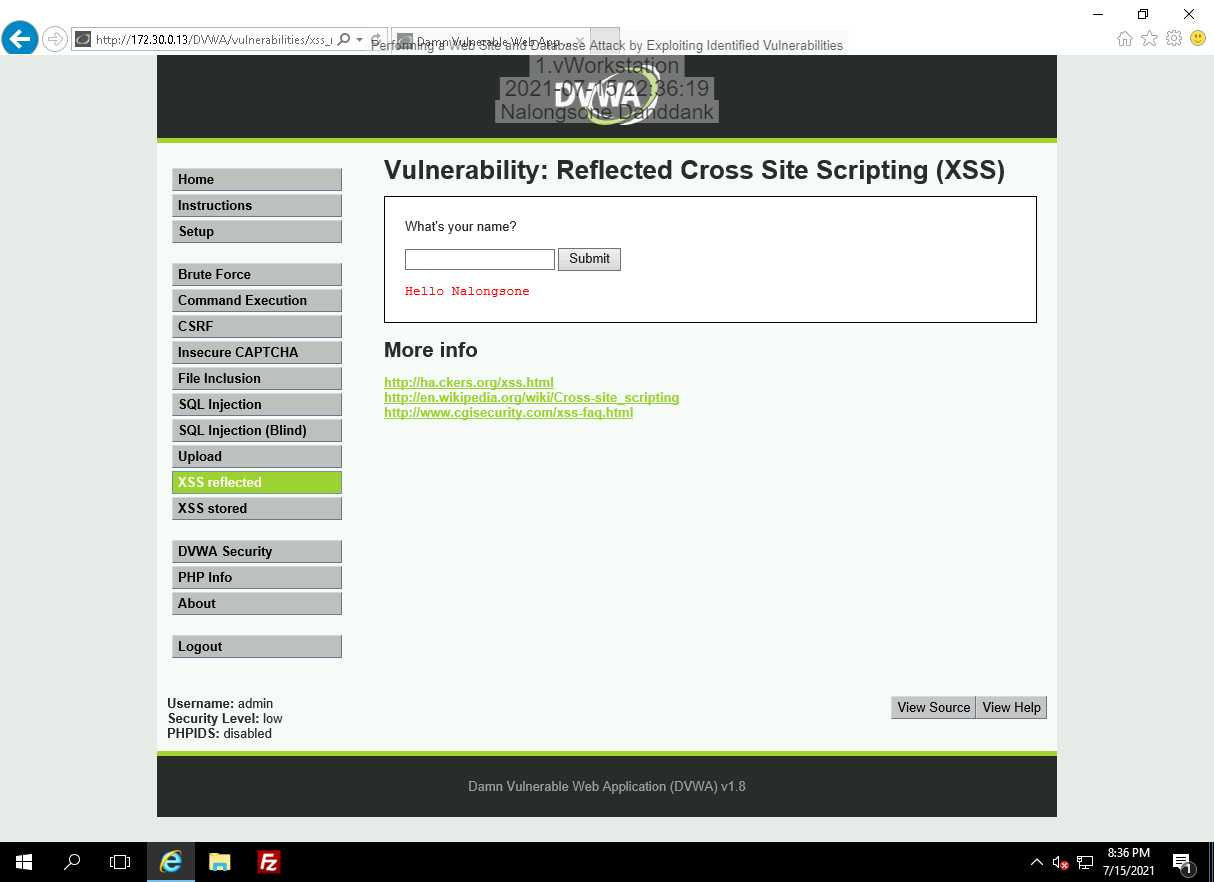 http://172.30.0.13/DVWA/vulnerabilities/xss_
Damn Vulnerable Web App...
Performing a Web Site and Database Attack by Exploiting Identified Vulnerabilities
1.vWorkstation
2021-07-15 22:36:19
Nalongsone Danddank
DVWA
Home
Instructions
Setup
Brute Force
Command Execution
CSRF
Insecure CAPTCHA
File Inclusion
SQL Injection
SQL Injection (Blind)
Upload
XSS reflected
XSS stored
DVWA Security
PHP Info
About
Logout
Vulnerability: Reflected Cross Site Scripting (XSS)
What's your name?
Submit
Hello Nalongsone
More info
http://ha.ckers.org/xss.html
http://en.wikipedia.org/wiki/Cross-site_scripting
http://www.cgisecurity.com/xss-faq.html
Username: admin
Security Level: low
PHPIDS: disabled
View Source
View Help
Damn Vulnerable Web Application (DVWA) v1.8
Fz
8:36 PM
7/15/2021
1